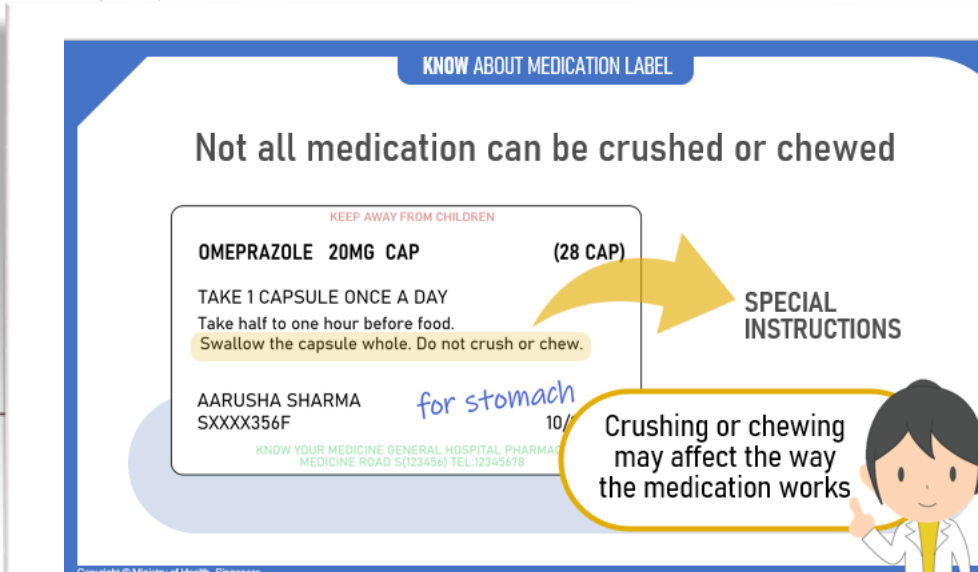 KNOW ABOUT MEDICATION LABEL
Not all medication can be crushed or chewed
KEEP AWAY FROM CHILDREN
OMEPRAZOLE 20MG CAP (28 CAP)
TAKE 1 CAPSULE ONCE A DAY
Take half to one hour before food.
Swallow the capsule whole. Do not crush or chew.
SPECIAL
INSTRUCTIONS
AARUSHA SHARMA
SXXXX356F
for stomach
10/
KNOW YOUR MEDICINE GENERAL HOSPITAL
MEDICINE ROAD S(123456) TEL:12345678
Crushing or chewing
may affect the way
the medication works
Copyright © Ministry of Health, Singapore